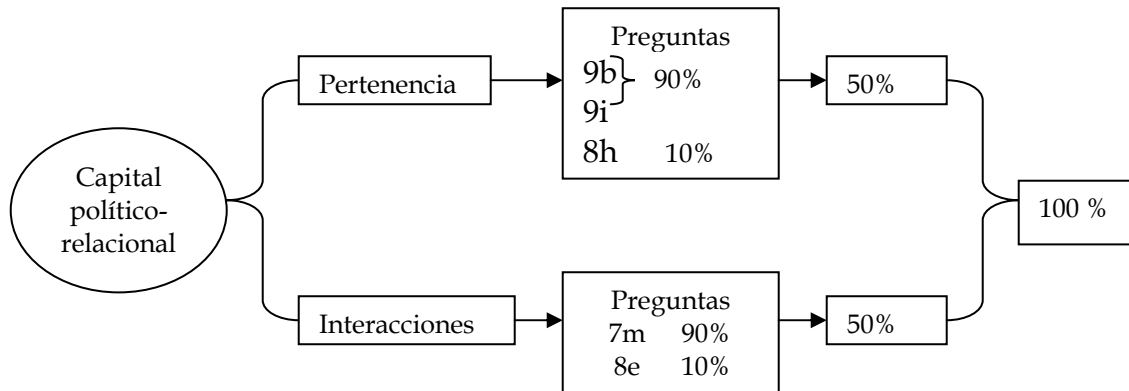 Capital
político-
relacional
Pertenencia
Preguntas
9b 90%
9i
8h 10%
50%
Interacciones
Preguntas
7m 90%
8e 10%
50%
100 %